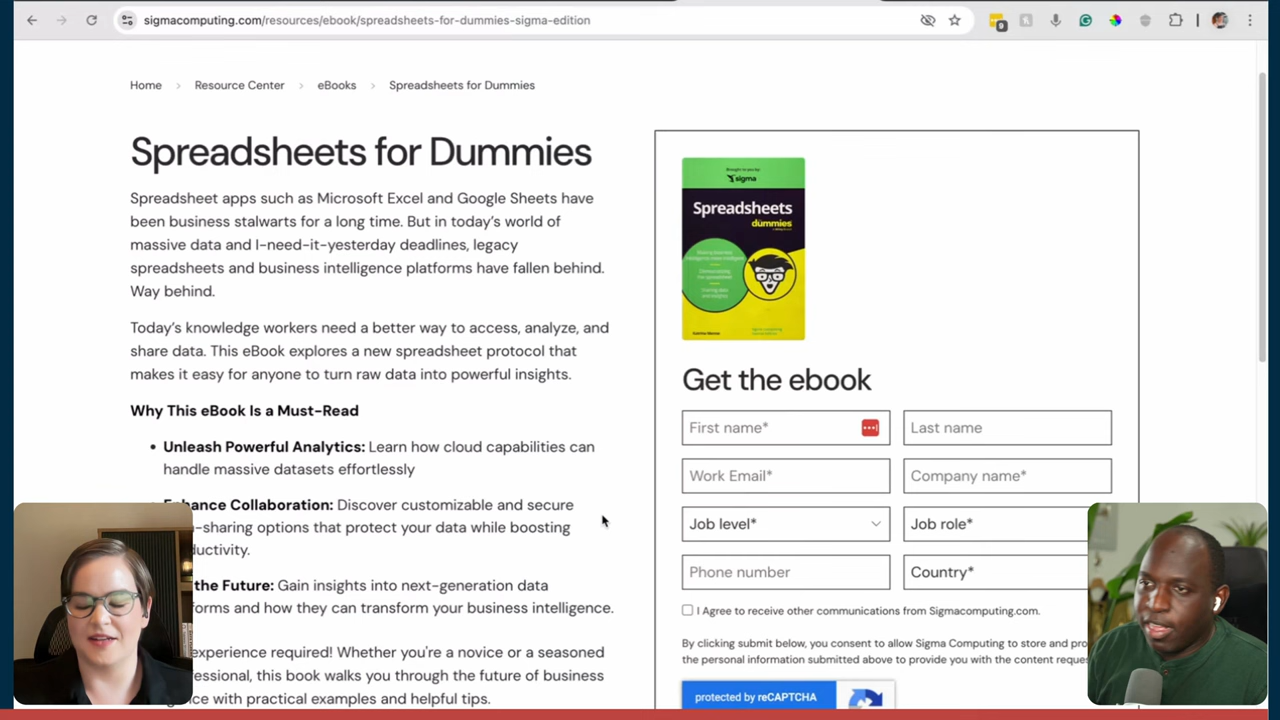 sigmacomputing.com/resources/ebook/spreadsheets-for-dummies-sigma-edition
9
Home > Resource Center > eBooks > Spreadsheets for Dummies
Spreadsheets for Dummies
Spreadsheet apps such as Microsoft Excel and Google Sheets have
been business stalwarts for a long time. But in today's world of
massive data and I-need-it-yesterday deadlines, legacy
spreadsheets and business intelligence platforms have fallen behind.
Way behind.
Today's knowledge workers need a better way to access, analyze, and
share data. This eBook explores a new spreadsheet protocol that
makes it easy for anyone to turn raw data into powerful insights.
Why This eBook Is a Must-Read
• Unleash Powerful Analytics: Learn how cloud capabilities can
handle massive datasets effortlessly
Enhance Collaboration: Discover customizable and secure
-sharing options that protect your data while boosting
the Future: Gain insights into next-generation data
and how they can transform your business intelligence.
experience required! Whether you're a novice or a seasoned
this book walks you through the future of business
with practical examples and helpful tips.
Brought to you by:
sigma
Spreadsheets
dummies
Get the ebook
First name*
Last name
Work Email*
Company name*
Job level*
Job role*
Phone number
Country*
I Agree to receive other communications from Sigmacomputing.com.
By clicking submit below, you consent to allow Sigma Computing to store and
the personal information submitted above to provide you with the content
protected by reCAPTCHA